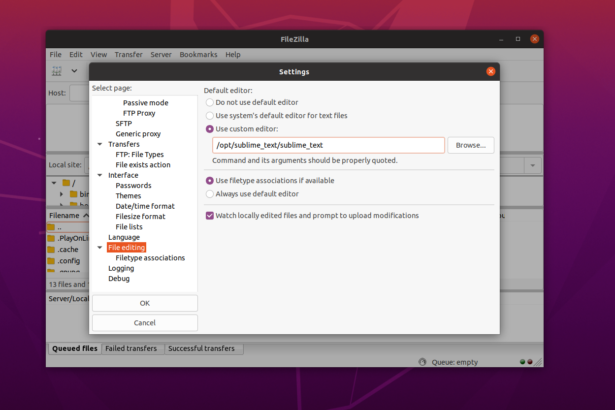 FileZilla
File Edit View Transfer Server Bookmarks Help
Host:
Settings
Select page:
Passive mode
FTP Proxy
SFTP
Generic proxy
Transfers
FTP: File Types
File exists action
Interface
Passwords
Themes
Date/time format
Filesize format
File lists
Language
File editing
Filetype associations
Logging
Debug
OK
Cancel
Default editor:
Do not use default editor
Use system's default editor for text files
Use custom editor:
/opt/sublime_text/sublime_text
Browse...
Command and its arguments should be properly quoted.
Use filetype associations if available
Always use default editor
Watch locally edited files and prompt to upload modifications
Local site:
/
bin
Filename
..
.PlayOnLi
.cache
.config
13 files and
Server/Local
Queued files Failed transfers Successful transfers
Queue: empty